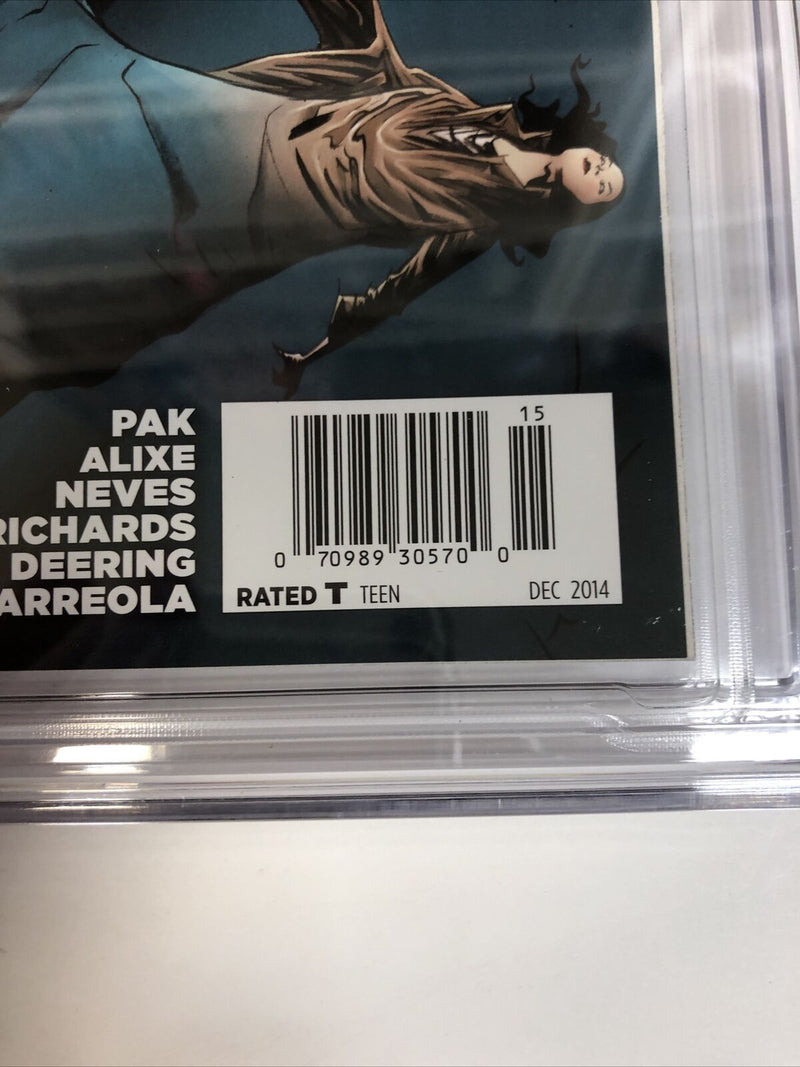 PAK
ALIXE
NEVES
RICHARDS
DEERING
ARREOLA
15
0 70989 30570 0
RATED T TEEN
DEC 2014